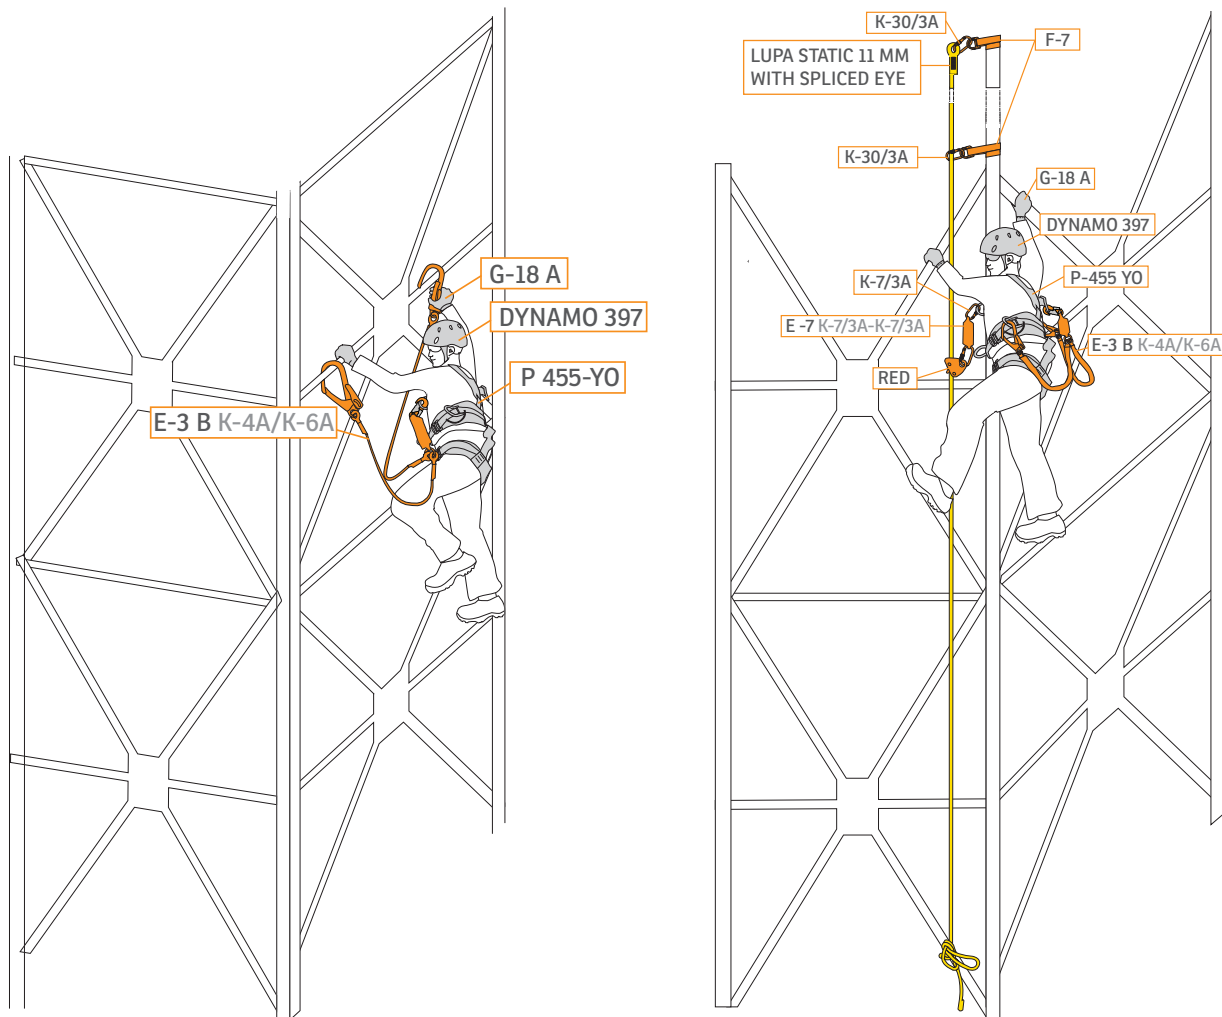 G-18 A
DYNAMO 397
P 455-YO
E-3 B K-4A/K-6A
K-30/3A
F-7
LUPA STATIC 11 MM
WITH SPLICED EYE
K-30/3A
G-18 A
DYNAMO 397
P-455 YO
K-7/3A
E -7 K-7/3A-K-7/3A
E-3 B K-4A/K-6A
RED